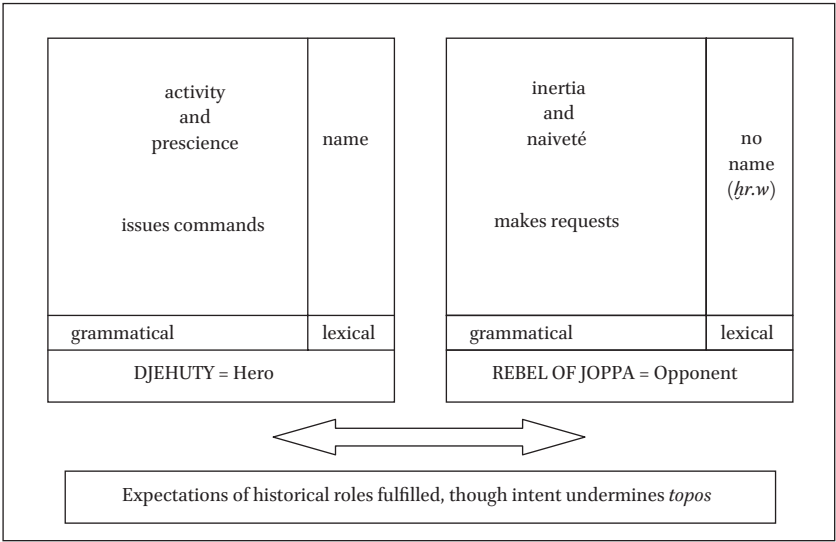 activity
and
prescience
issues commands
name
grammatical
lexical
DJEHUTY = Hero
inertia
and
naiveté
makes requests
no
name
(ḫr.w)
grammatical
lexical
REBEL OF JOPPA = Opponent
Expectations of historical roles fulfilled, though intent undermines topos